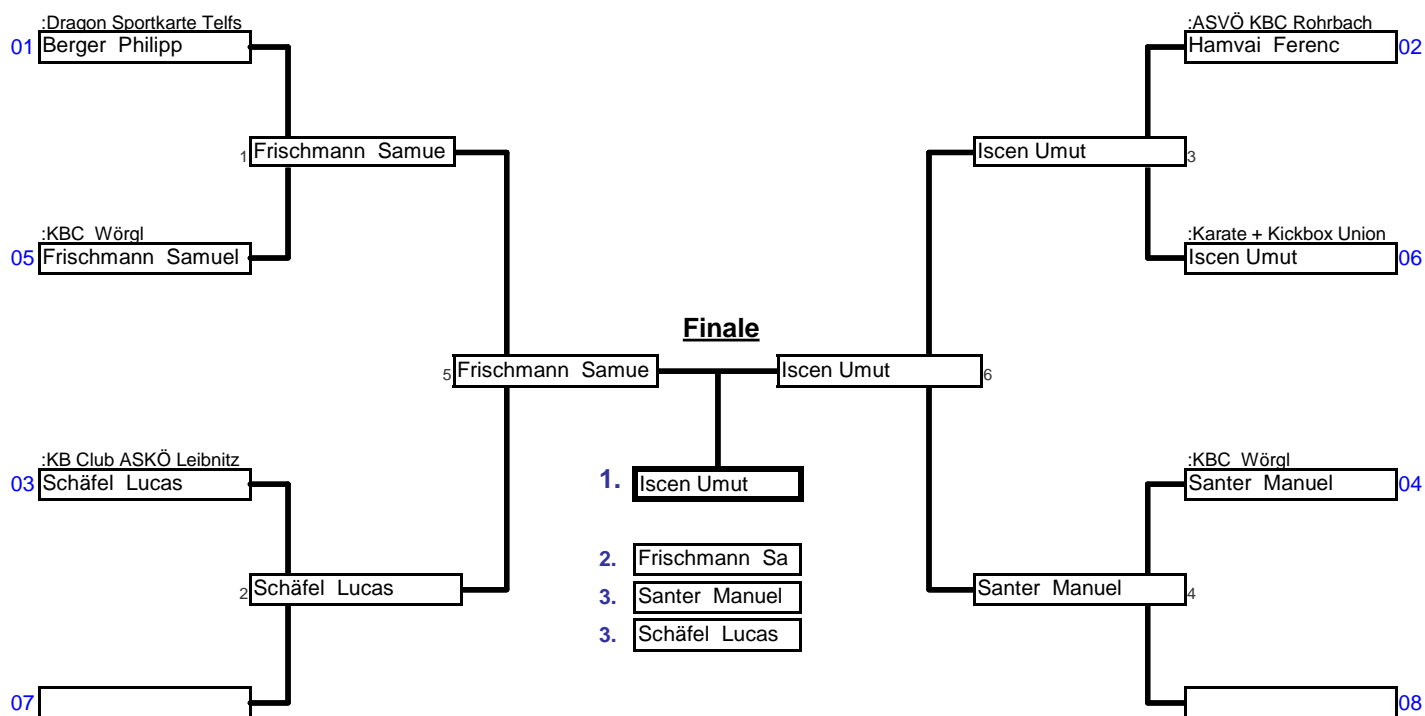 :Dragon Sportkarte Telfs
:ASVÖ KBC Rohrbach
01 Berger Philipp
Hamvai Ferenc 02
1 Frischmann Samue
Iscen Umut 3
:KBC Wörgl
:Karate + Kickbox Union
05 Frischmann Samuel
Iscen Umut 06
Finale
5 Frischmann Samue
Iscen Umut 6
:KB Club ASKÖ Leibnitz
:KBC Wörgl
03 Schäfel Lucas
1. Iscen Umut
Santer Manuel 04
2. Frischmann Sa
2 Schäfel Lucas
3. Santer Manuel
Santer Manuel 4
3. Schäfel Lucas
07
08